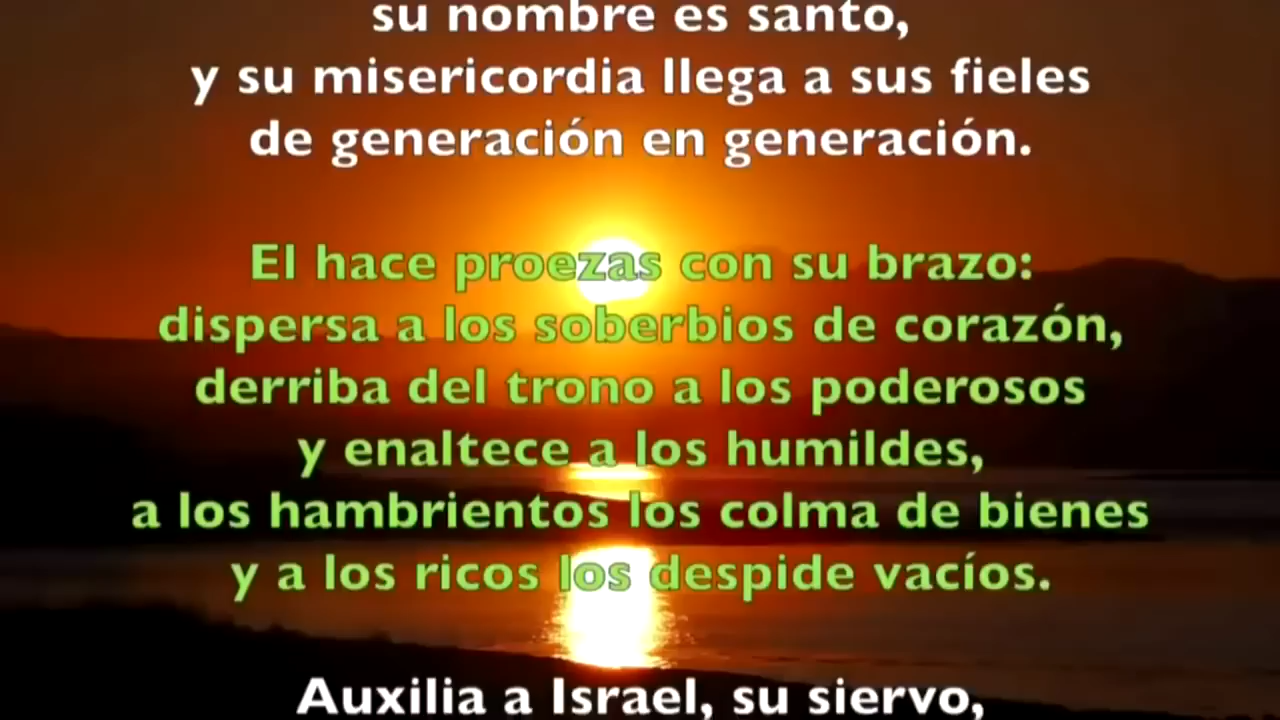 su nombre es santo,
y su misericordia llega a sus fieles
de generación en generación.
El hace proezas con su brazo:
dispersa a los soberbios de corazón,
derriba del trono a los poderosos
y enaltece a los humildes,
a los hambrientos los colma de bienes
y a los ricos los despide vacíos.
Auxilia a Israel, su siervo,